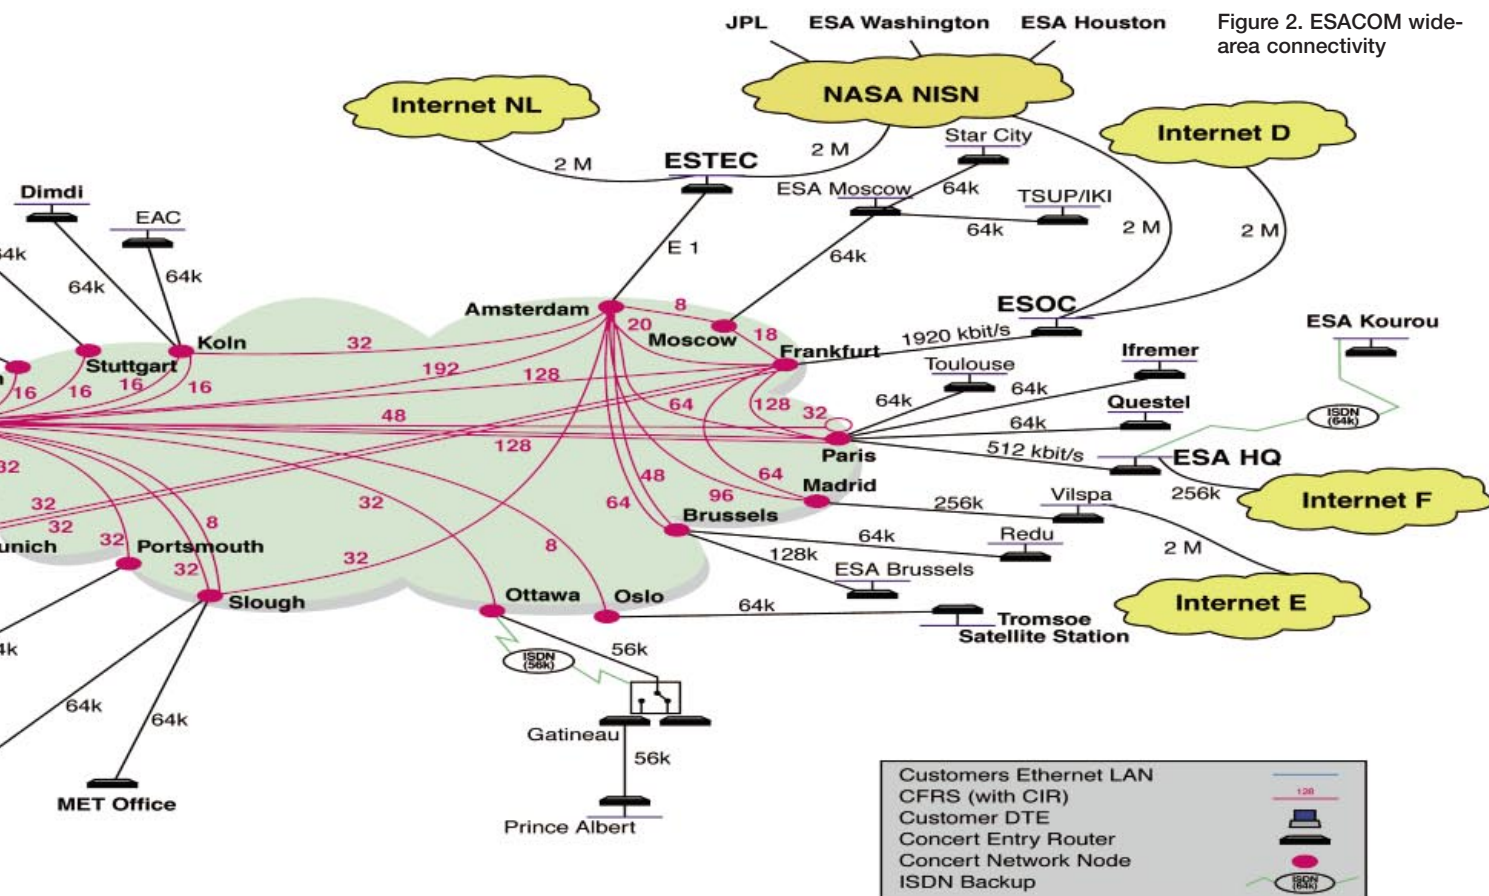 JPL
ESA Washington
ESA Houston
Figure 2. ESACOM wide-
area connectivity
Internet NL
NASA NISN
Internet D
Star City
2 M
ESTEC
2 M
ESA Moscow
64k
TSUP/IKI
Dimdi
EAC
64k
2 M
2 M
E 1
64k
64k
64k
ESOC
Amsterdam
8
20
Moscow
18
1920 kbit/s
ESA Kourou
Koln
32
Frankfurt
Ifremer
Stuttgart
192
128
Toulouse
16
16
16
16
64k
64k
Questel
64
128
32
ISDN
(64k)
48
64k
128
Paris
512 kbit/s
ESA HQ
32
48
64
Madrid
256k
Internet F
32
32
64
96
Vilspa
32
Brussels
256k
8
Redu
unich
32
Portsmouth
8
64k
2 M
32
32
128k
ESA Brussels
Slough
Ottawa
Oslo
64k
Internet E
Tromsoe
Satellite Station
4k
ISDN
(56k)
56k
64k
64k
Gatineau
56k
MET Office
Prince Albert
Customers Ethernet LAN
CFRS (with CIR)
128
Customer DTE
Concert Entry Router
Concert Network Node
ISDN Backup
ISDN
(64k)